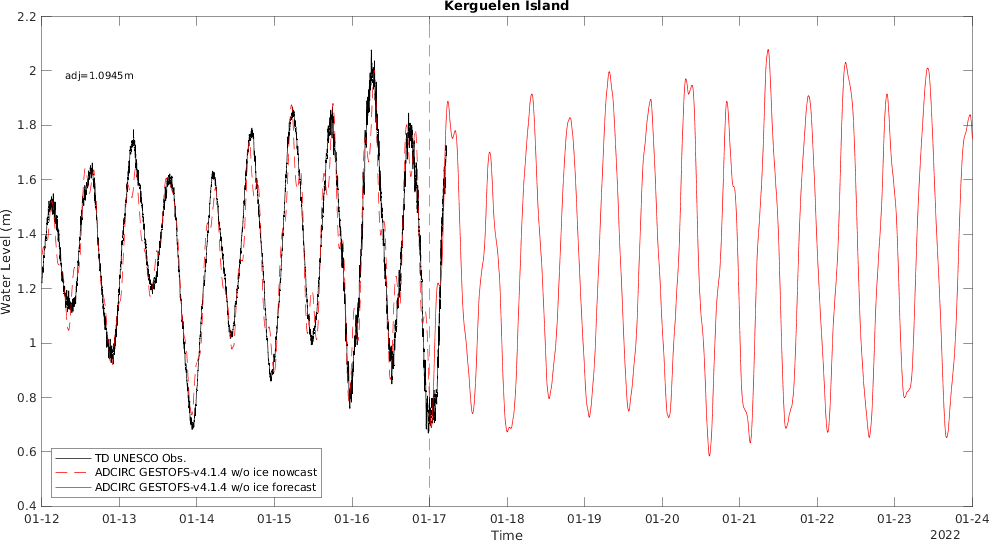 Kerguelen Island
2.2
2
1.8
1.6
1.4
1.2
1
0.8
0.6
0.4
Water Level (m)
adj=1.0945m
TD UNESCO Obs.
ADCIRC GESTOFS-v4.1.4 w/o ice nowcast
ADCIRC GESTOFS-v4.1.4 w/o ice forecast
01-12 01-13 01-14 01-15 01-16 01-17 01-18 01-19 01-20 01-21 01-22 01-23 01-24
Time
2022